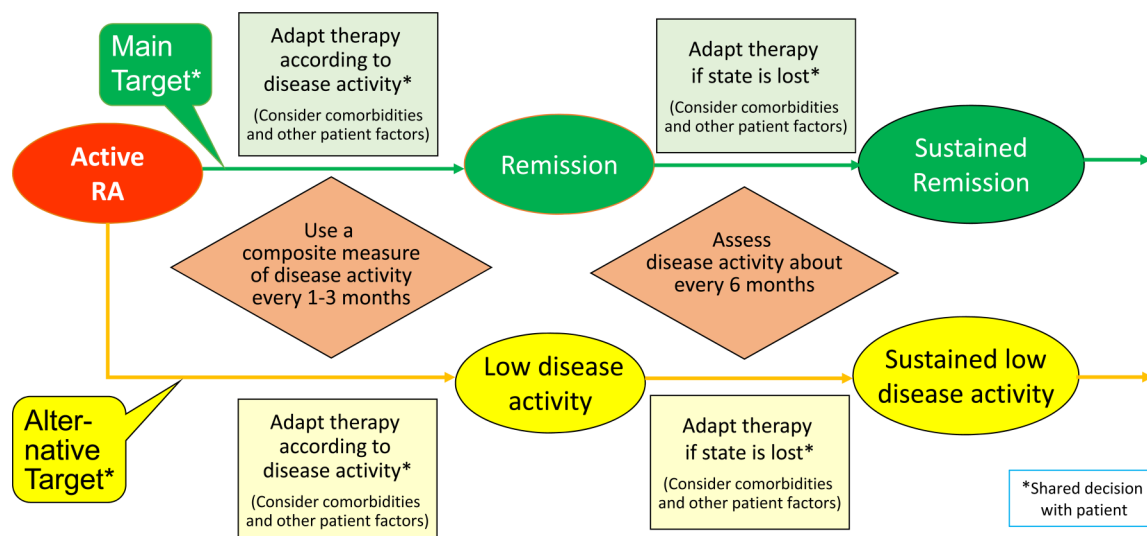 Main
Target*
Adapt therapy
according to
disease activity*
(Consider comorbidities
and other patient factors)
Adapt therapy
if state is lost*
(Consider comorbidities
and other patient factors)
Active
RA
Remission
Sustained
Remission
Use a
composite measure
of disease activity
every 1-3 months
Assess
disease activity about
every 6 months
Low disease
activity
Sustained low
disease activity
Alter-
native
Target*
Adapt therapy
according to
disease activity*
(Consider comorbidities
and other patient factors)
Adapt therapy
if state is lost*
(Consider comorbidities
and other patient factors)
*Shared decision
with patient